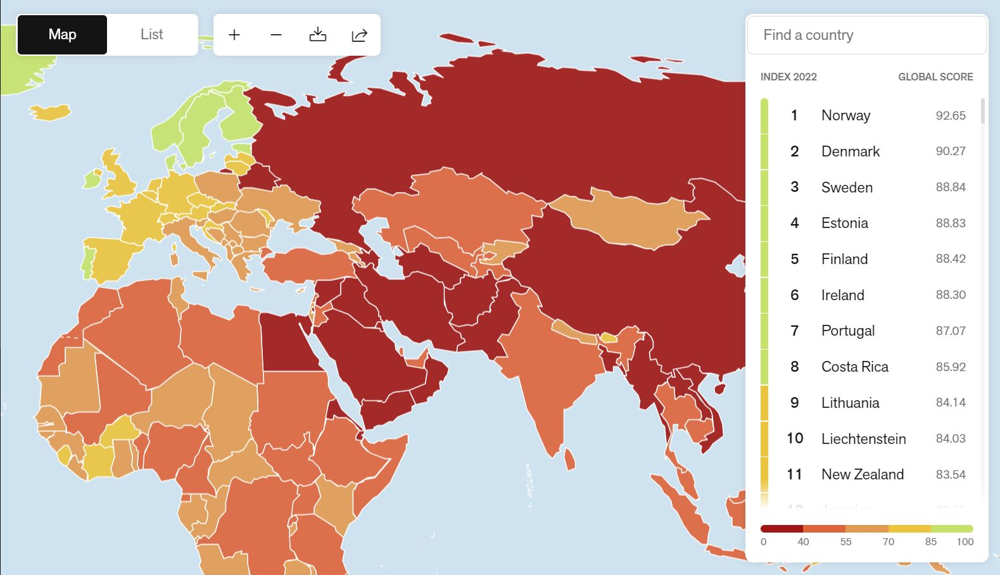 Map
List
Find a country
INDEX 2022 GLOBAL SCORE
1 Norway 92.65
2 Denmark 90.27
3 Sweden 88.84
4 Estonia 88.83
5 Finland 88.42
6 Ireland 88.30
7 Portugal 87.07
8 Costa Rica 85.92
9 Lithuania 84.14
10 Liechtenstein 84.03
11 New Zealand 83.54
0 40 55 70 85 100